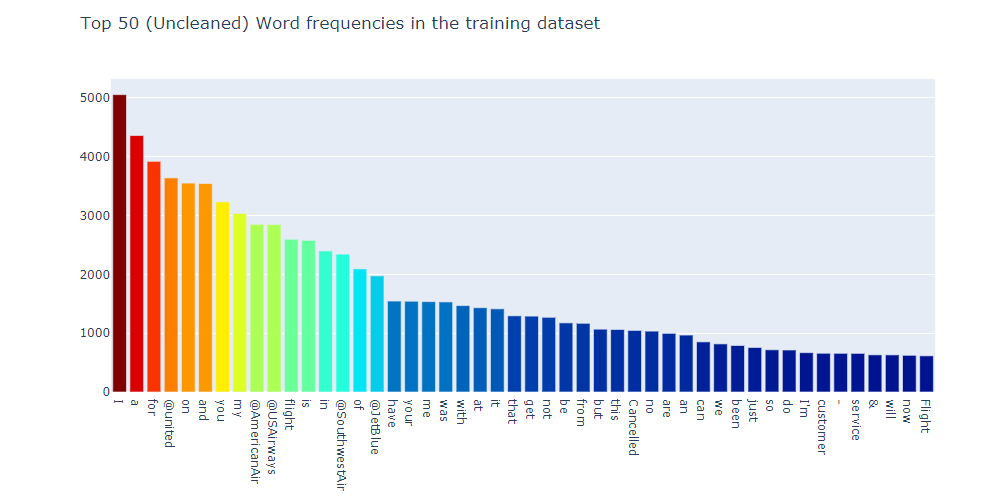 Top 50 (Uncleaned) Word frequencies in the training dataset
5000
4000
3000
2000
1000
0
I
a
for
@united
on
and
you
my
@AmericanAir
@USAirways
flight
is
in
@SouthwestAir
of
@JetBlue
have
your
me
was
with
at
it
that
get
not
be
from
but
this
Cancelled
no
are
an
can
we
been
just
so
do
I'm
customer
-
service
&
will
now
Flight